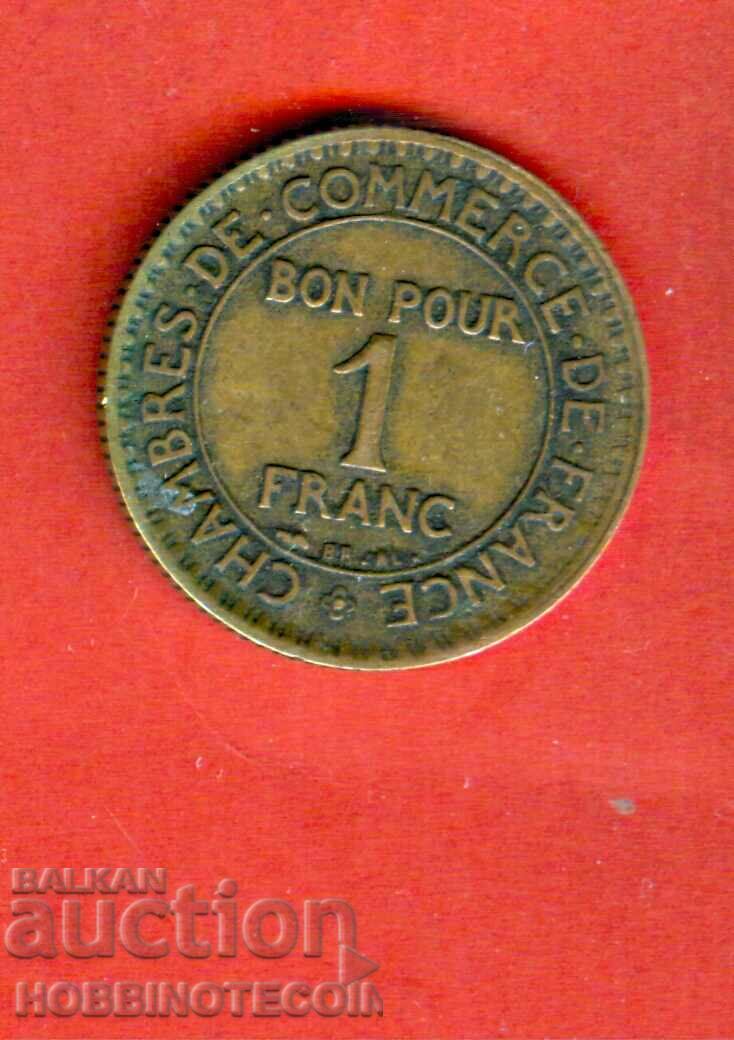 CHAMBRES·DE·COMMERCE·DE·FRANCE
BON POUR
1
FRANC
BALKAN
auction
HOBBINOTECOIN